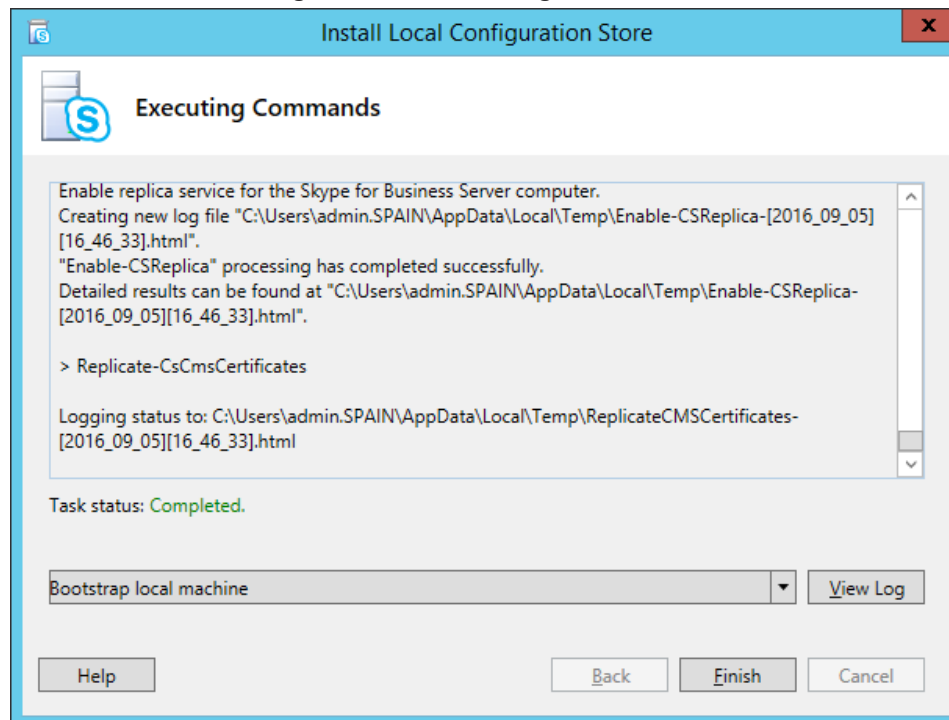 Install Local Configuration Store
x
S
Executing Commands
Enable replica service for the Skype for Business Server computer.
Creating new log file "C:\Users\admin.SPAIN\AppData\Local\Temp\Enable-CSReplica-[2016_09_05]
[16_46_33].html".
"Enable-CSReplica" processing has completed successfully.
Detailed results can be found at "C:\Users\admin.SPAIN\AppData\Local\Temp\Enable-CSReplica-
[2016_09_05][16_46_33].html".
> Replicate-CsCmsCertificates
Logging status to: C:\Users\admin.SPAIN\AppData\Local\Temp\ReplicateCMSCertificates-
[2016_09_05][16_46_33].html
Task status: Completed.
Bootstrap local machine
View Log
Help
Back
Finish
Cancel